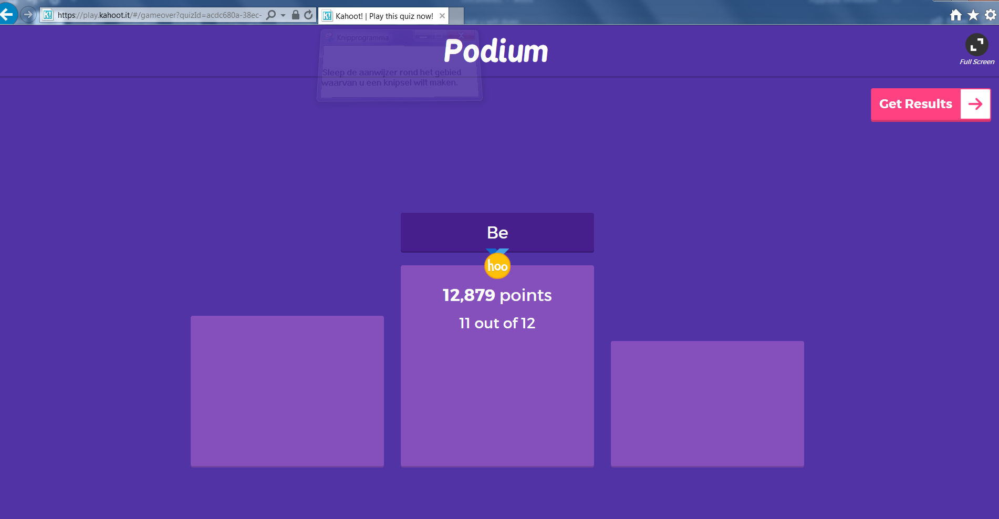 https://play.kahoot.it/#/gameover?quizId=acdc680a-38ec-
Kahoot! | Play this quiz now!
Knipprogramma
Sleep de aanwijzer rond het gebied
waarvan u een knipsel wilt maken.
Podium
Full Screen
Get Results
Be
hoo
12,879 points
11 out of 12